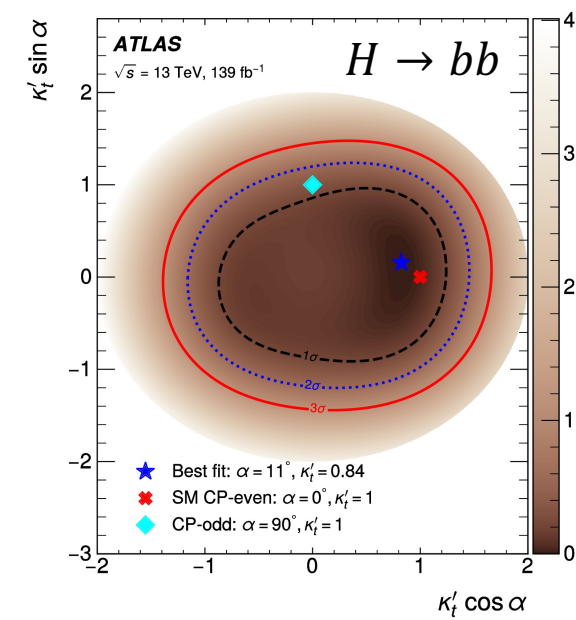 ATLAS
√s = 13 TeV, 139 fb⁻¹
H → bb
κ′ₜ sin α
4
3
2
1
0
2
1
0
−1
−2
−3
1σ
2σ
3σ
Best fit: α = 11°, κ′ₜ = 0.84
SM CP-even: α = 0°, κ′ₜ = 1
CP-odd: α = 90°, κ′ₜ = 1
−2 −1 0 1 2
κ′ₜ cos α